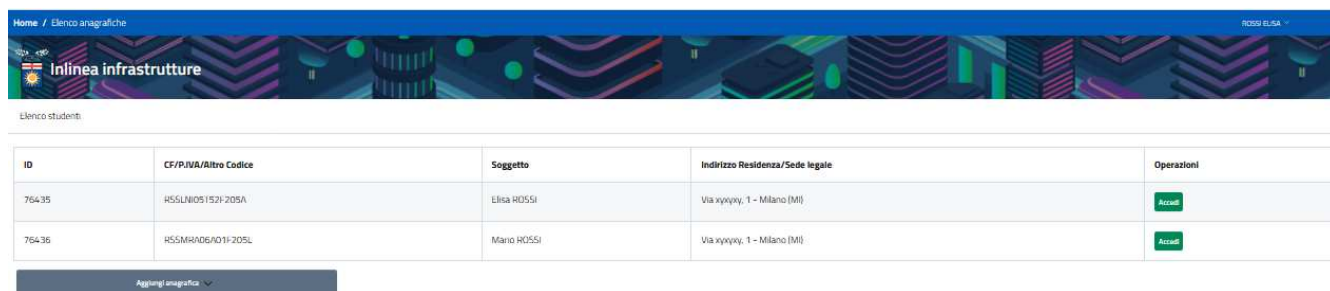 Home / Elenco anagrafiche
ROSSI ELISA
Inlinea infrastrutture
Elenco studenti
ID CF/P.IVA/Altro Codice Soggetto Indirizzo Residenza/Sede legale Operazioni
76435 Elisa ROSSI Via xyxyxy, 1 - Milano (MI) Accedi
76436 RSSMRA06A01F205L Mario ROSSI Via xyxyxy, 1 - Milano (MI) Accedi
Aggiungi anagrafica